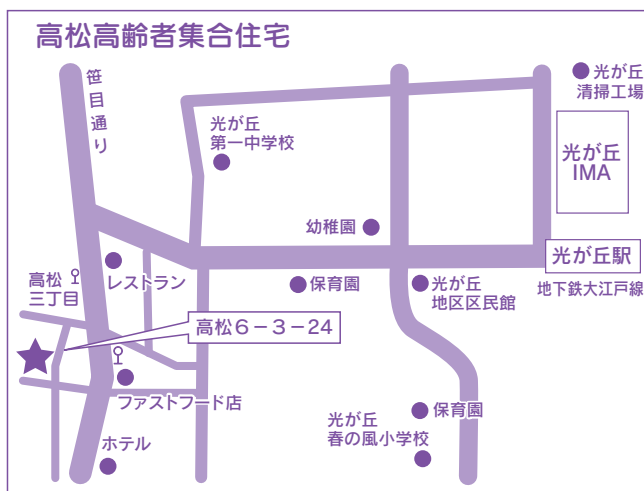 高松高齢者集合住宅
笹目通り
光が丘
清掃工場
光が丘
第一中学校
光が丘
IMA
幼稚園
光が丘駅
地下鉄大江戸線
高松
三丁目
レストラン
保育園
光が丘
地区区民館
高松6−3−24
ファストフード店
保育園
光が丘
春の風小学校
ホテル